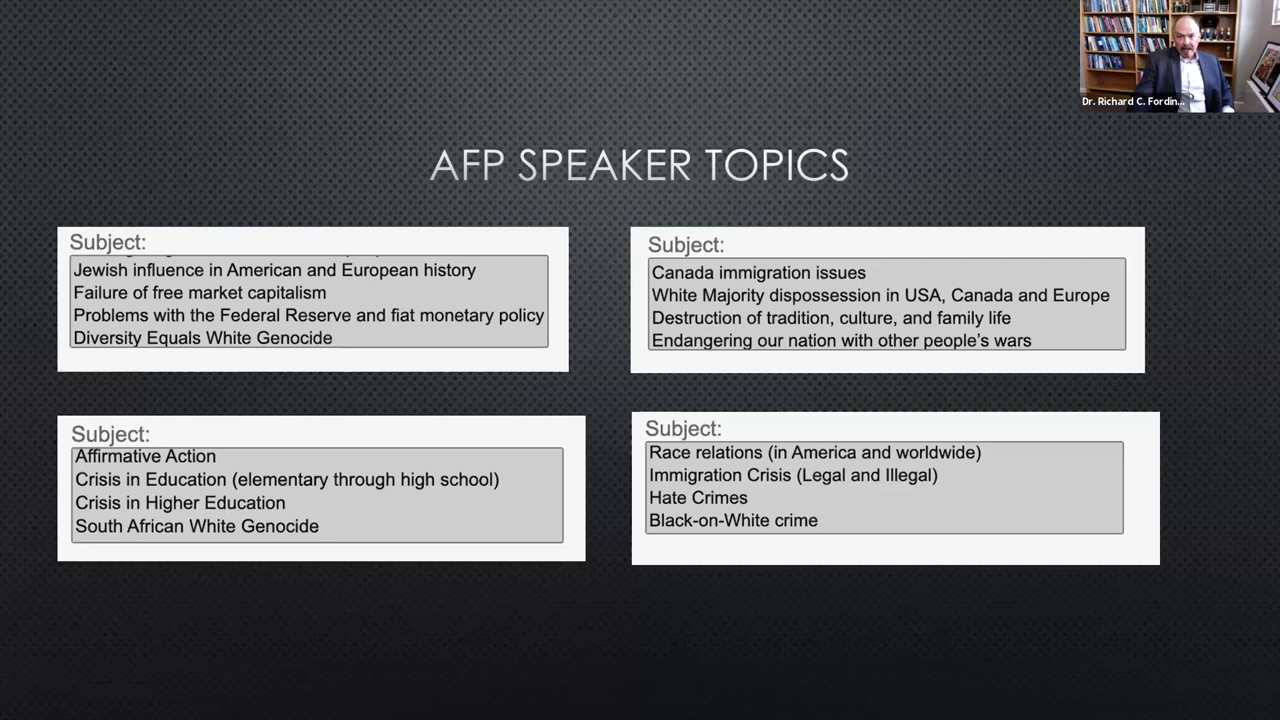 Dr. Richard C. Fordin...
AFP SPEAKER TOPICS
Subject:
Jewish influence in American and European history
Failure of free market capitalism
Problems with the Federal Reserve and fiat monetary policy
Diversity Equals White Genocide
Subject:
Canada immigration issues
White Majority dispossession in USA, Canada and Europe
Destruction of tradition, culture, and family life
Endangering our nation with other people's wars
Subject:
Affirmative Action
Crisis in Education (elementary through high school)
Crisis in Higher Education
South African White Genocide
Subject:
Race relations (in America and worldwide)
Immigration Crisis (Legal and Illegal)
Hate Crimes
Black-on-White crime